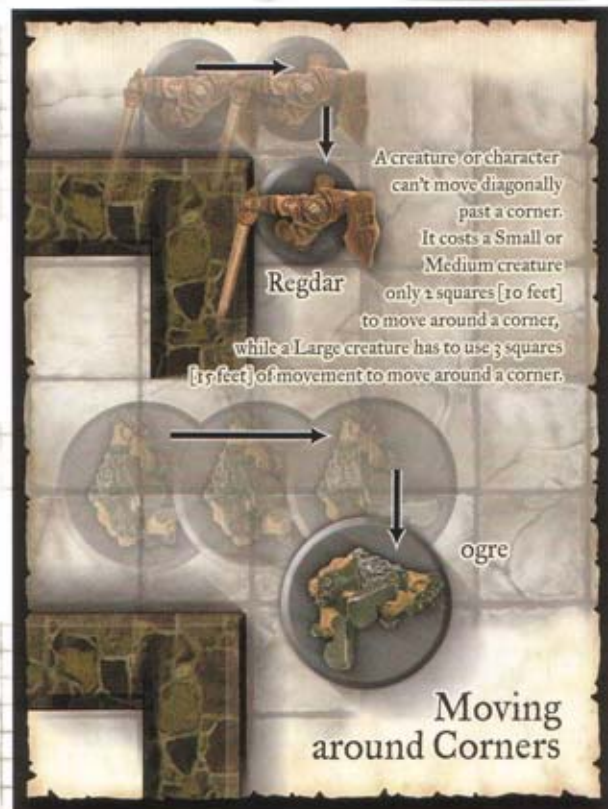 A creature or character
can't move diagonally
past a corner.
It costs a Small or
Medium creature
only 2 squares [10 feet]
to move around a corner,
while a Large creature has to use 3 squares
[15 feet] of movement to move around a corner.
Regdar
ogre
Moving
around Corners